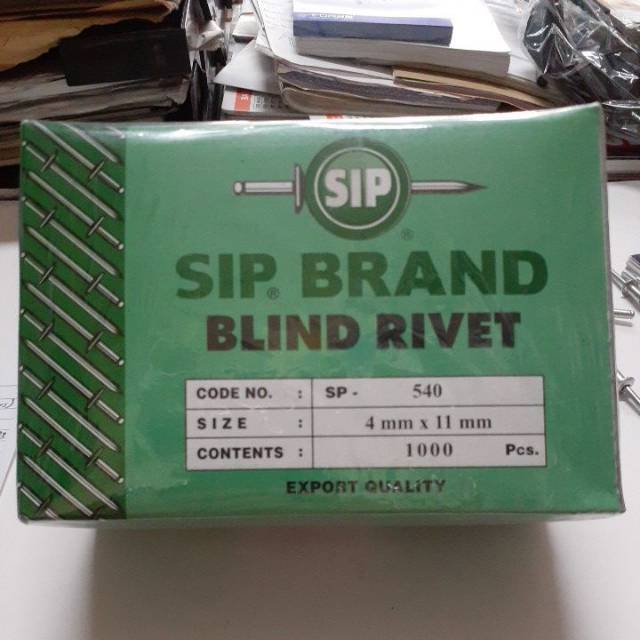 SIP
®
SIP® BRAND
BLIND RIVET
CODE NO. : SP - 540
SIZE : 4 mm x 11 mm
CONTENTS : 1000 Pcs.
EXPORT QUALITY